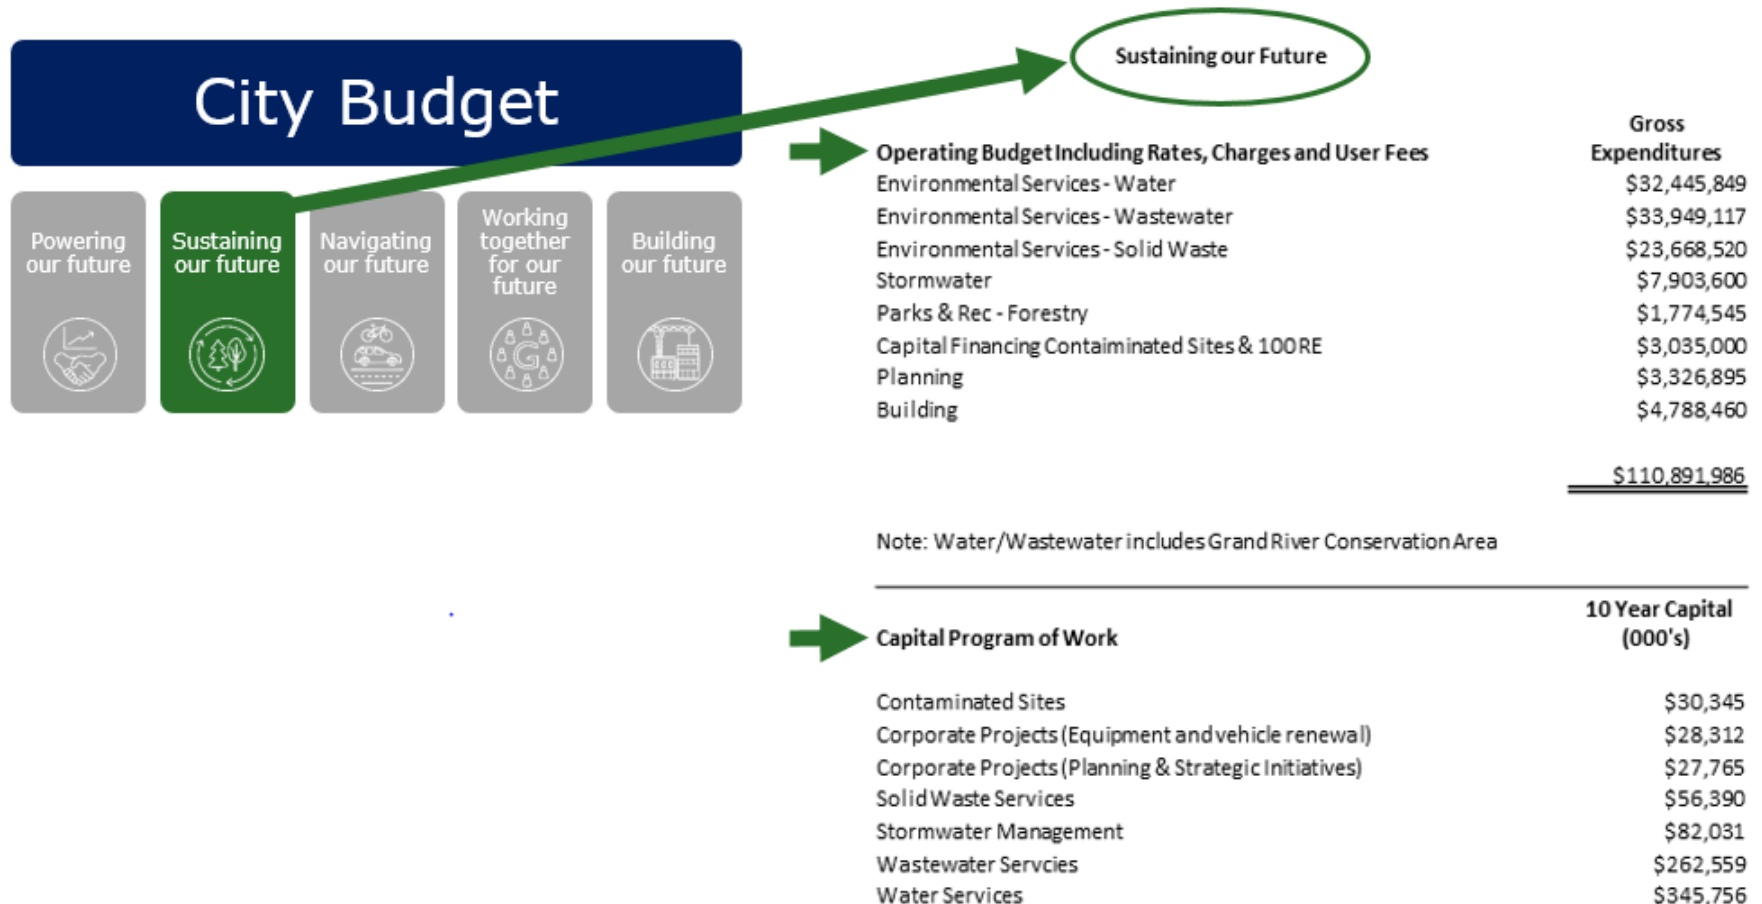 City Budget
Powering
our future
Sustaining
our future
Navigating
our future
Working
together
for our
future
G
Building
our future
Sustaining our Future
Gross
Operating Budget Including Rates, Charges and User Fees Expenditures
Environmental Services - Water $32,445,849
Environmental Services - Wastewater $33,949,117
Environmental Services - Solid Waste $23,668,520
Stormwater $7,903,600
Parks & Rec - Forestry $1,774,545
Capital Financing Contaiminated Sites & 100RE $3,035,000
Planning $3,326,895
Building $4,788,460
$110,891,986
Note: Water/Wastewater includes Grand River Conservation Area
10 Year Capital
Capital Program of Work (000's)
Contaminated Sites $30,345
Corporate Projects (Equipment and vehicle renewal) $28,312
Corporate Projects (Planning & Strategic Initiatives) $27,765
Solid Waste Services $56,390
Stormwater Management $82,031
Wastewater Servcies $262,559
Water Services $345,756